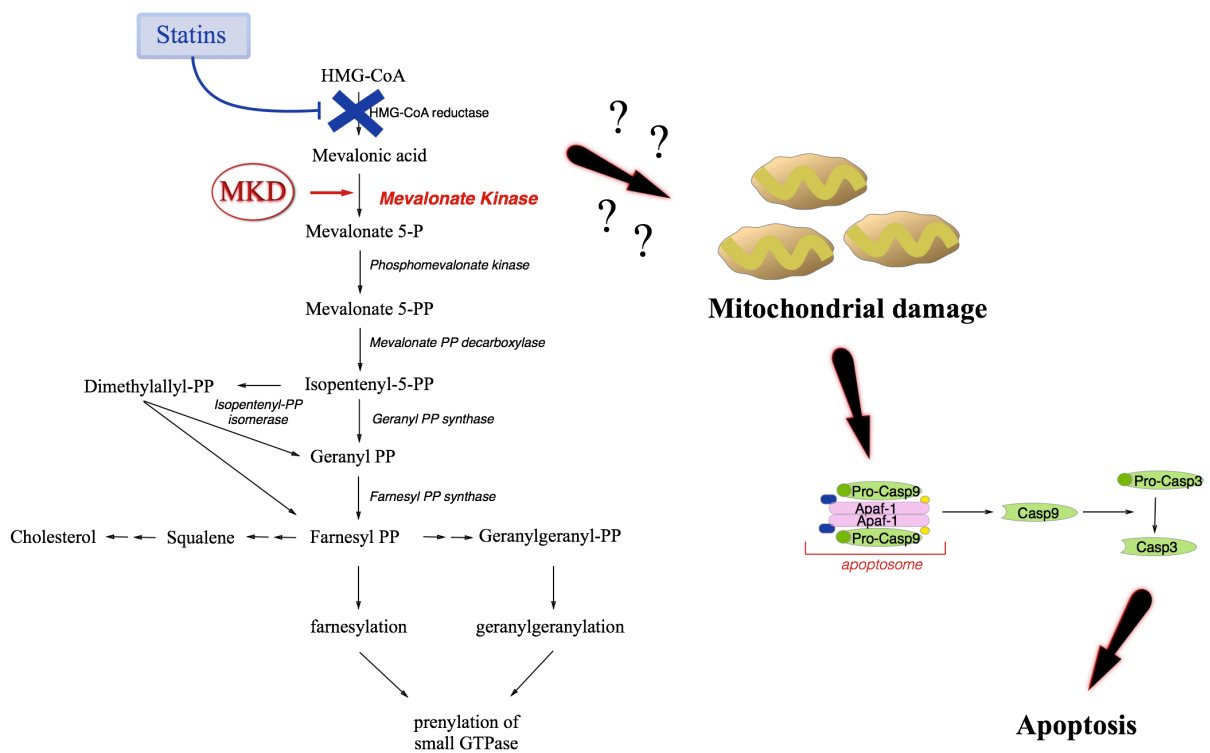 Statins
HMG-CoA
HMG-CoA reductase
Mevalonic acid
MKD
Mevalonate Kinase
Mevalonate 5-P
Phosphomevalonate kinase
Mevalonate 5-PP
Mevalonate PP decarboxylase
Dimethylallyl-PP
Isopentenyl-5-PP
Isopentenyl-PP
isomerase
Geranyl PP synthase
Geranyl PP
Farnesyl PP synthase
Cholesterol
Squalene
Farnesyl PP
Geranylgeranyl-PP
farnesylation
geranylgeranylation
prenylation of
small GTPase
?
?
?
?
Mitochondrial damage
Pro-Casp9
Apaf-1
Apaf-1
Pro-Casp9
apoptosome
Casp9
Pro-Casp3
Casp3
Apoptosis